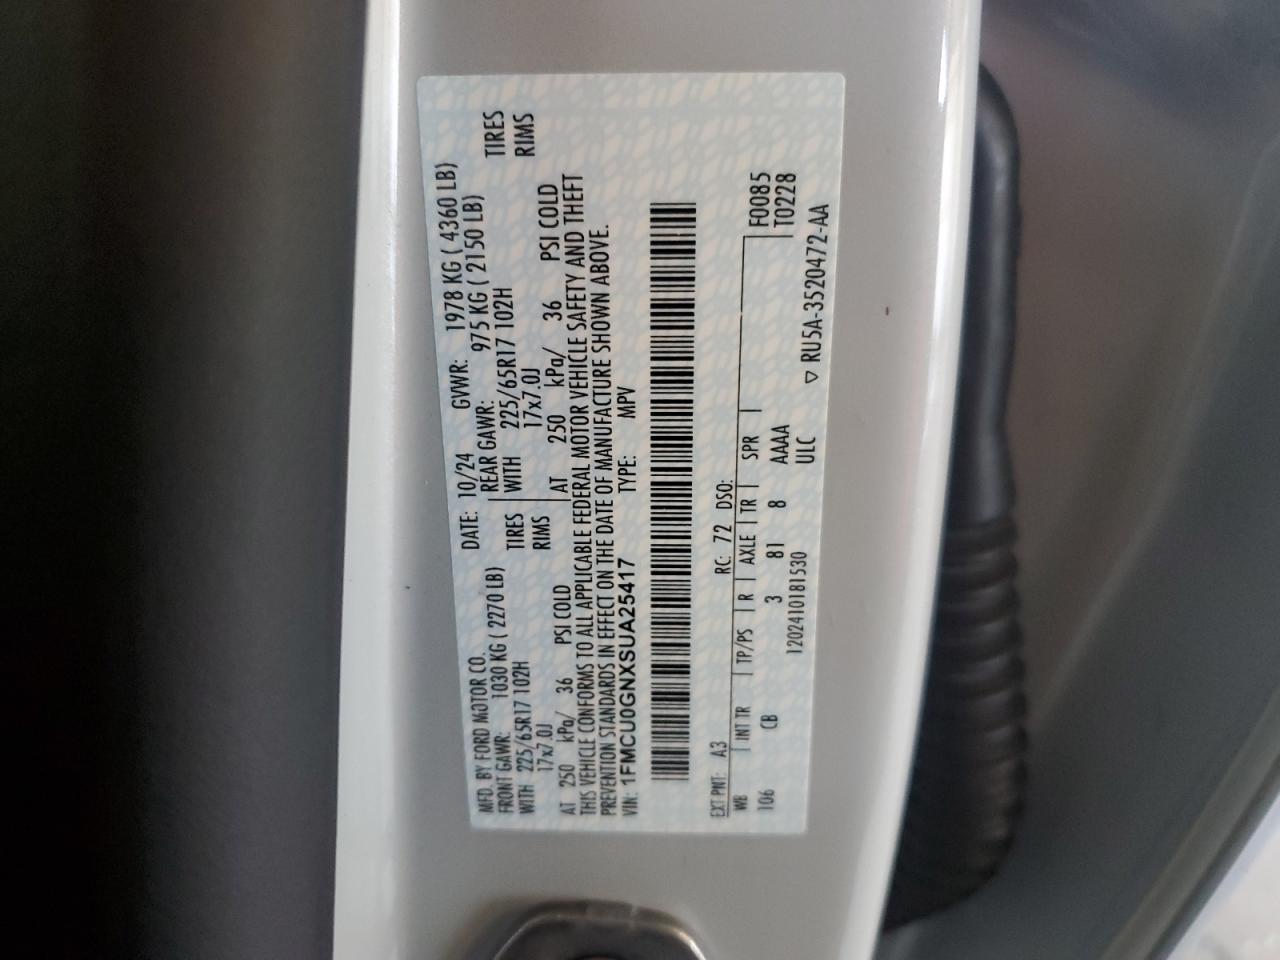 MFD. BY FORD MOTOR CO.
DATE: 10/24 GVWR: 1978 KG ( 4360 LB)
FRONT GAWR: 1030 KG ( 2270 LB) REAR GAWR: 975 KG ( 2150 LB)
WITH 225/65R17 102H TIRES WITH 225/65R17 102H TIRES
17x7.0J RIMS 17x7.0J RIMS
AT 250 kPa/ 36 PSI COLD AT 250 kPa/ 36 PSI COLD
THIS VEHICLE CONFORMS TO ALL APPLICABLE FEDERAL MOTOR VEHICLE SAFETY AND THEFT
PREVENTION STANDARDS IN EFFECT ON THE DATE OF MANUFACTURE SHOWN ABOVE.
VIN: 1FMCU0GNXSUA25417 TYPE: MPV
EXT PNT: A3 RC: 72 DSO: F0085
WB INT TR TP/PS R AXLE TR SPR T0228
106 CB 3 81 8 AAAA
1202410181530 ULC ▽ RU5A-3520472-AA